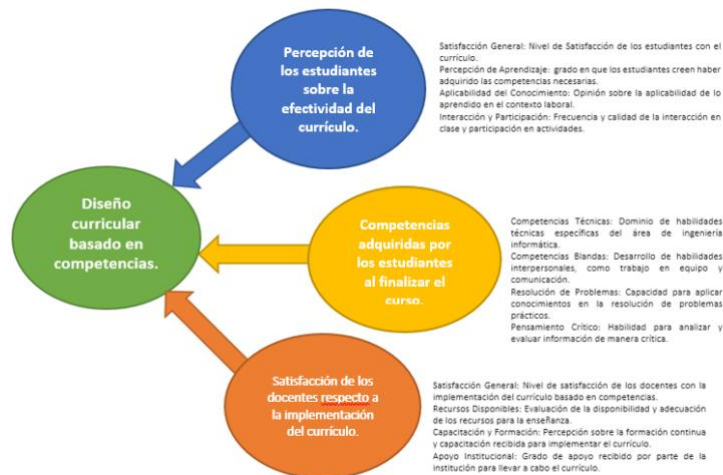 Percepción de
los estudiantes
sobre la
efectividad del
currículo.
Satisfacción General: Nivel de Satisfacción de los estudiantes con el
currículo.
Percepción de Aprendizaje: grado en que los estudiantes creen haber
adquirido las competencias necesarias.
Aplicabilidad del Conocimiento: Opinión sobre la aplicabilidad de lo
aprendido en el contexto laboral.
Interacción y Participación: Frecuencia y calidad de la interacción en
clase y participación en actividades.
Diseño
curricular
basado en
competencias.
Competencias
adquiridas por
los estudiantes
al finalizar el
curso.
Competencias Técnicas: Dominio de habilidades
técnicas específicas del área de ingeniería
informática.
Competencias Blandas: Desarrollo de habilidades
interpersonales, como trabajo en equipo y
comunicación.
Resolución de Problemas: Capacidad para aplicar
conocimientos en la resolución de problemas
prácticos.
Pensamiento Crítico: Habilidad para analizar y
evaluar información de manera crítica.
Satisfacción de los
docentes respecto a
la implementación
del currículo.
Satisfacción General: Nivel de satisfacción de los docentes con la
implementación del currículo basado en competencias.
Recursos Disponibles: Evaluación de la disponibilidad y adecuación
de los recursos para la enseñanza.
Capacitación y Formación: Percepción sobre la formación continua
y capacitación recibida para implementar el currículo.
Apoyo Institucional: Grado de apoyo recibido por parte de la
institución para llevar a cabo el currículo.